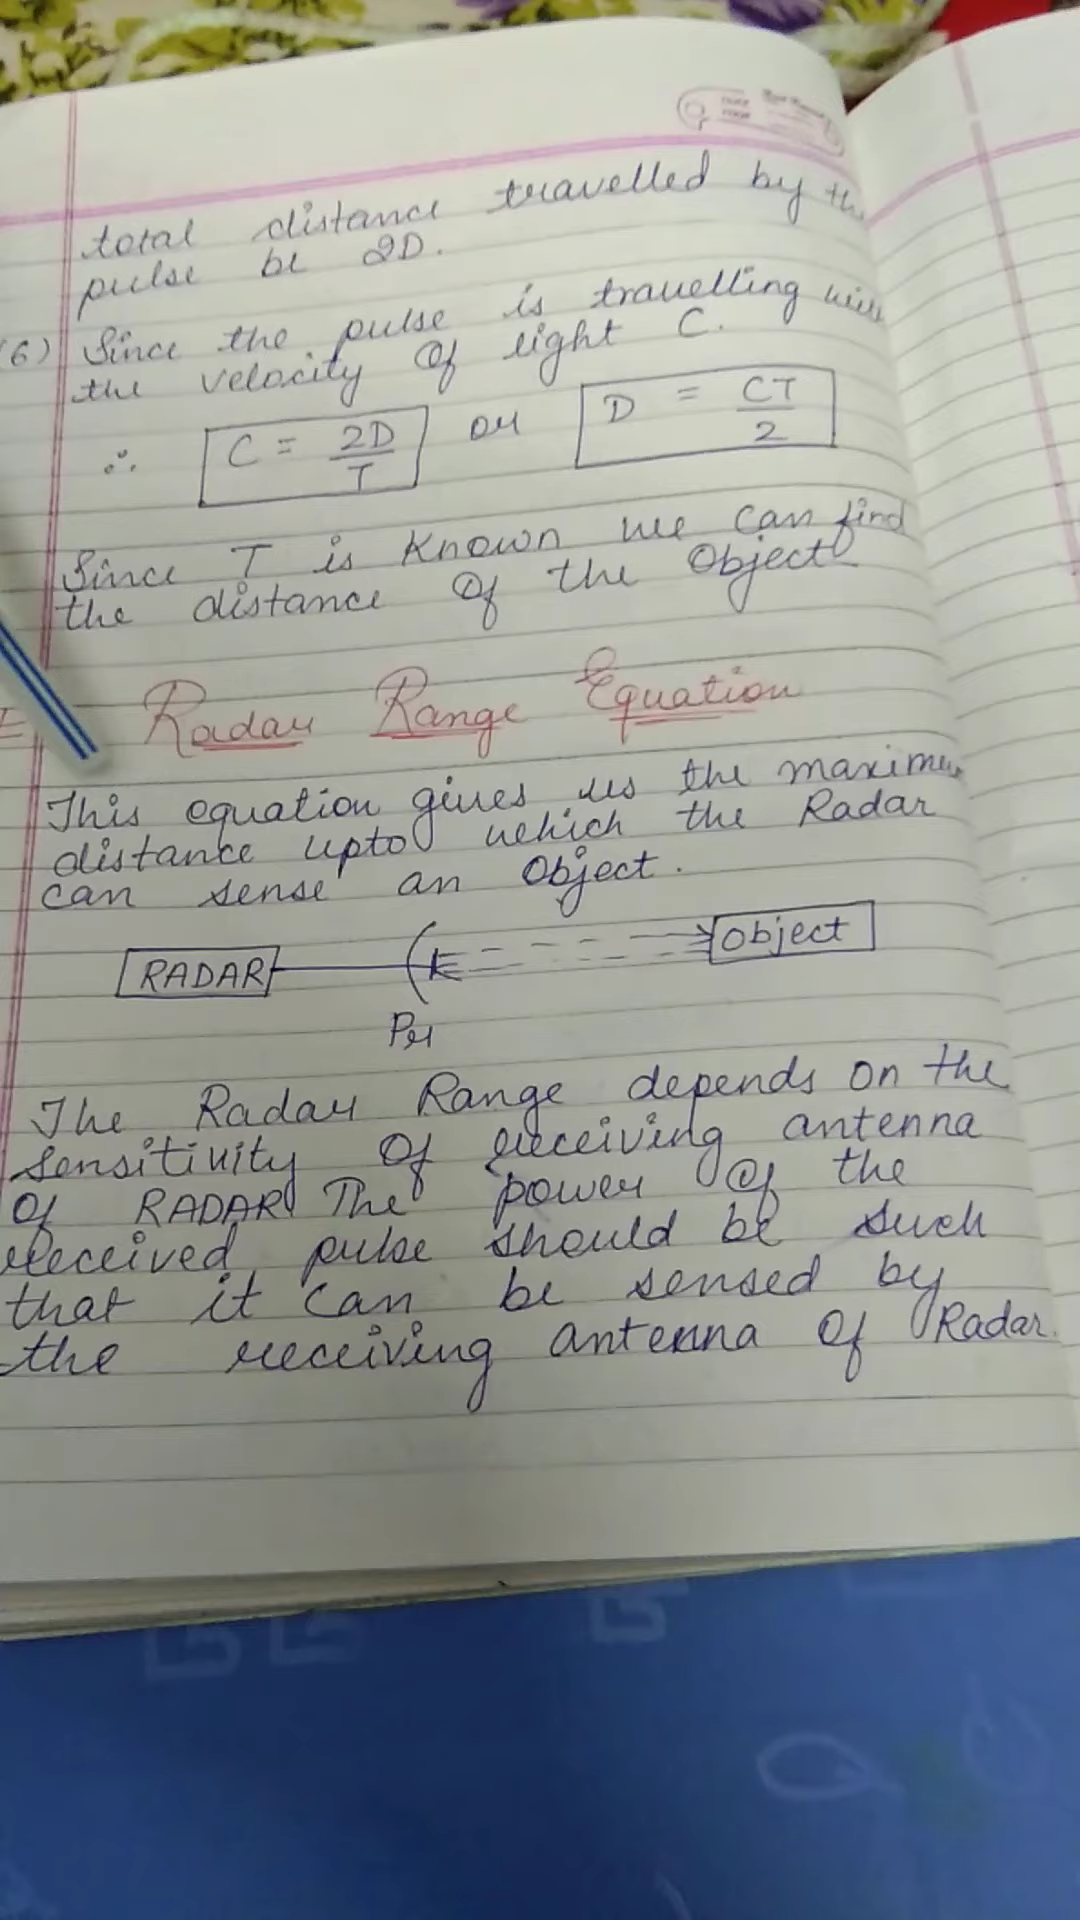 total distance travelled by the
pulse be 2D.
(6) Since the pulse is travelling with
the velocity of light C.
∴ C = 2D/T or D = CT/2
Since T is known we can find
the distance of the object
Radar Range Equation
This equation gives us the maximum
distance upto which the Radar
can sense an object.
RADAR Object
Pr
The Radar Range depends on the
sensitivity of receiving antenna
of RADAR The power of the
received pulse should be such
that it can be sensed by
the receiving antenna of Radar.